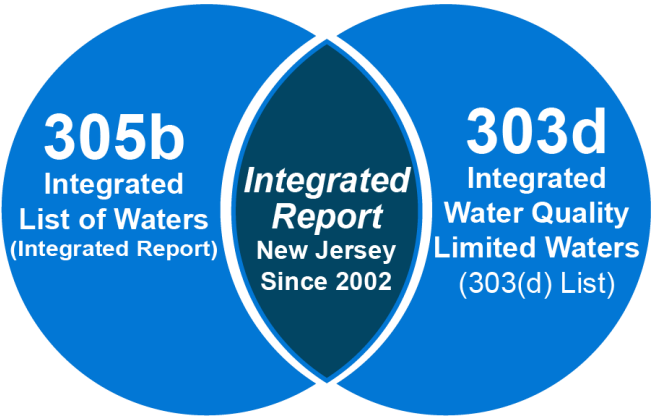 305b
Integrated
List of Waters
(Integrated Report)
Integrated
Report
New Jersey
Since 2002
303d
Integrated
Water Quality
Limited Waters
(303(d) List)